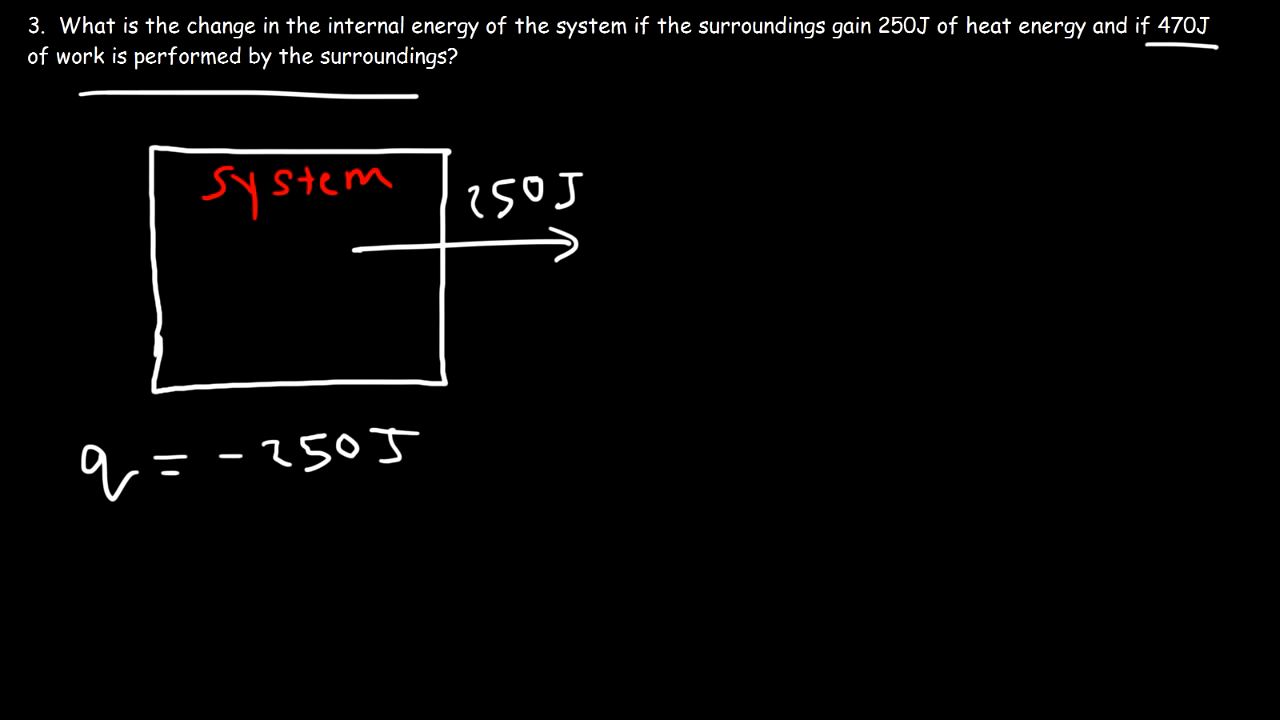 3. What is the change in the internal energy of the system if the surroundings gain 250J of heat energy and if 470J
of work is performed by the surroundings?
system
250J
q = -250J